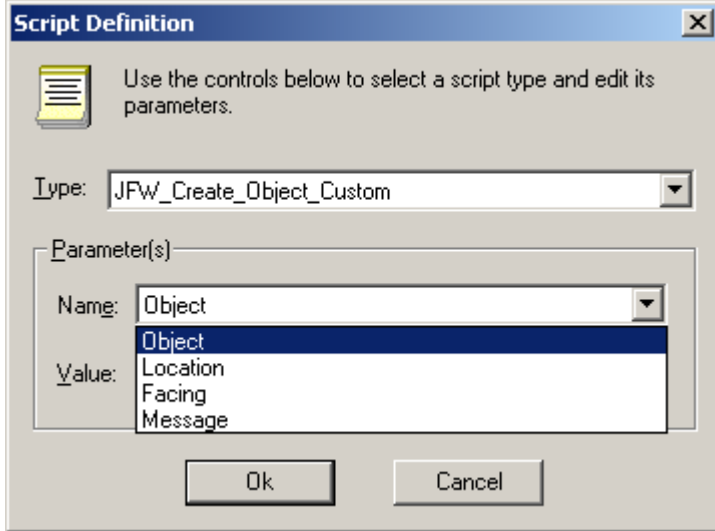 Script Definition
Use the controls below to select a script type and edit its
parameters.
Type: JFW_Create_Object_Custom
Parameter(s)
Name: Object
Object
Location
Value:
Facing
Message
Ok Cancel